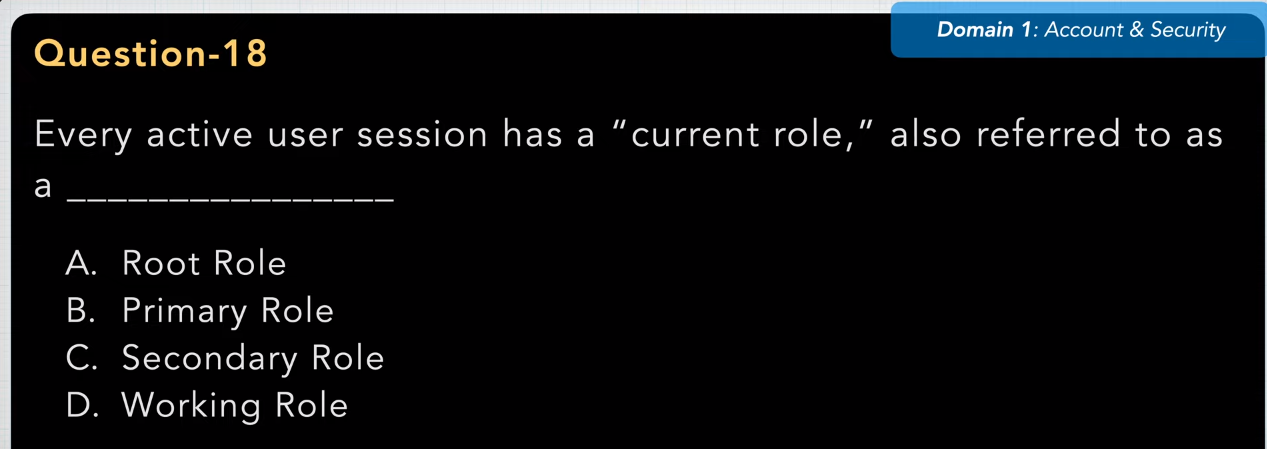 Domain 1: Account & Security
Question-18
Every active user session has a “current role,” also referred to as
a ________________
A. Root Role
B. Primary Role
C. Secondary Role
D. Working Role